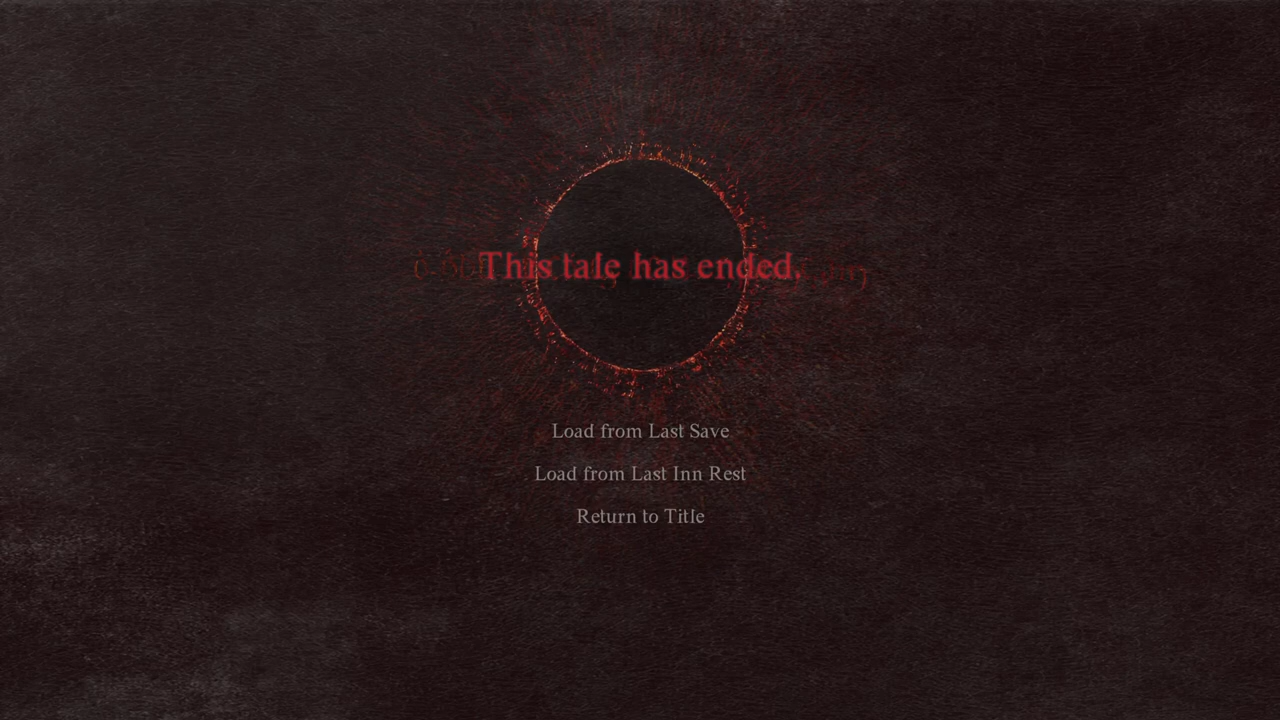 This tale has ended.
Load from Last Save
Load from Last Inn Rest
Return to Title